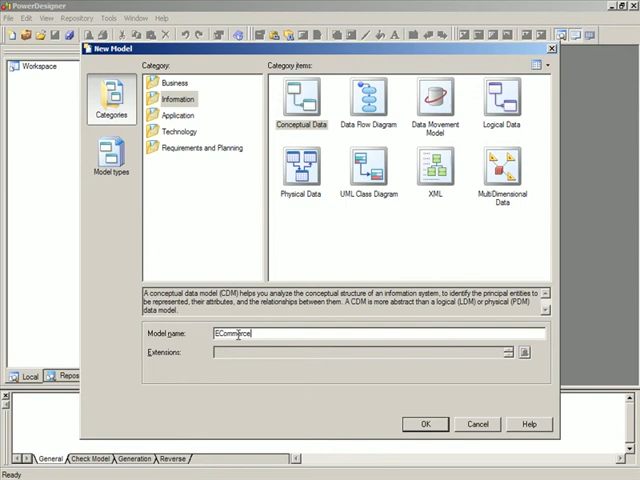 PowerDesigner
File Edit View Repository Tools Window Help
New Model
Workspace
Category:
Category items:
Categories
Model types
Business
Information
Application
Technology
Requirements and Planning
Conceptual Data
Data Flow Diagram
Data Movement
Model
Logical Data
Physical Data
UML Class Diagram
XML
MultiDimensional
Data
A conceptual data model (CDM) helps you analyze the conceptual structure of an information system, to identify the principal entities to
be represented, their attributes, and the relationships between them. A CDM is more abstract than a logical (LDM) or physical (PDM)
data model.
Model name:
ECommerce
Extensions:
Local
Repos
OK
Cancel
Help
General
Check Model
Generation
Reverse
Ready